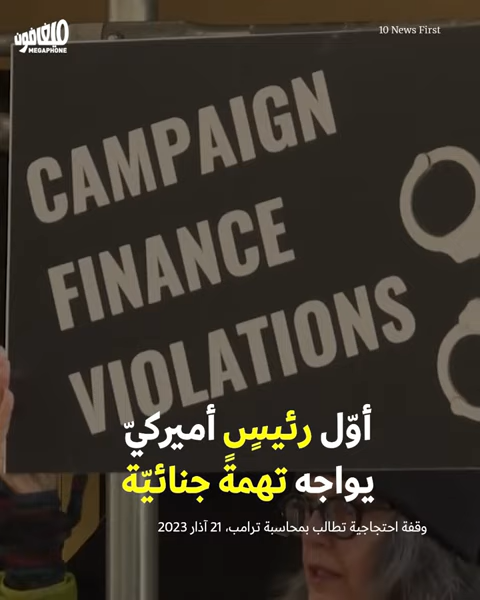 ميغافون
MEGAPHONE
10 News First
CAMPAIGN
FINANCE
VIOLATIONS
أوّل رئيسٍ أميركيّ
يواجه تهمةً جنائيّة
وقفة احتجاجية تطالب بمحاسبة ترامب، 21 آذار 2023